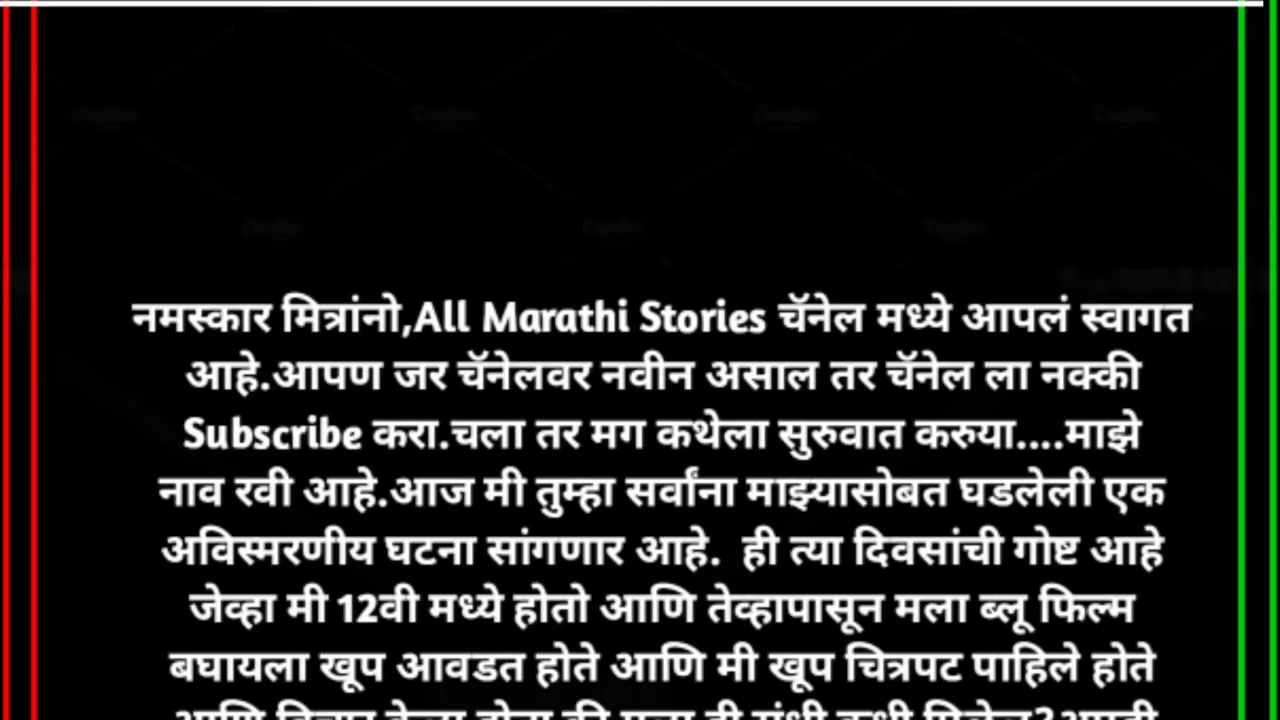 नमस्कार मित्रांनो,All Marathi Stories चॅनेल मध्ये आपलं स्वागत
आहे.आपण जर चॅनेलवर नवीन असाल तर चॅनेल ला नक्की
Subscribe करा.चला तर मग कथेला सुरुवात करुया....माझे
नाव रवी आहे.आज मी तुम्हा सर्वांना माझ्यासोबत घडलेली एक
अविस्मरणीय घटना सांगणार आहे.  ही त्या दिवसांची गोष्ट आहे
जेव्हा मी 12वी मध्ये होतो आणि तेव्हापासून मला ब्लू फिल्म
बघायला खूप आवडत होते आणि मी खूप चित्रपट पाहिले होते